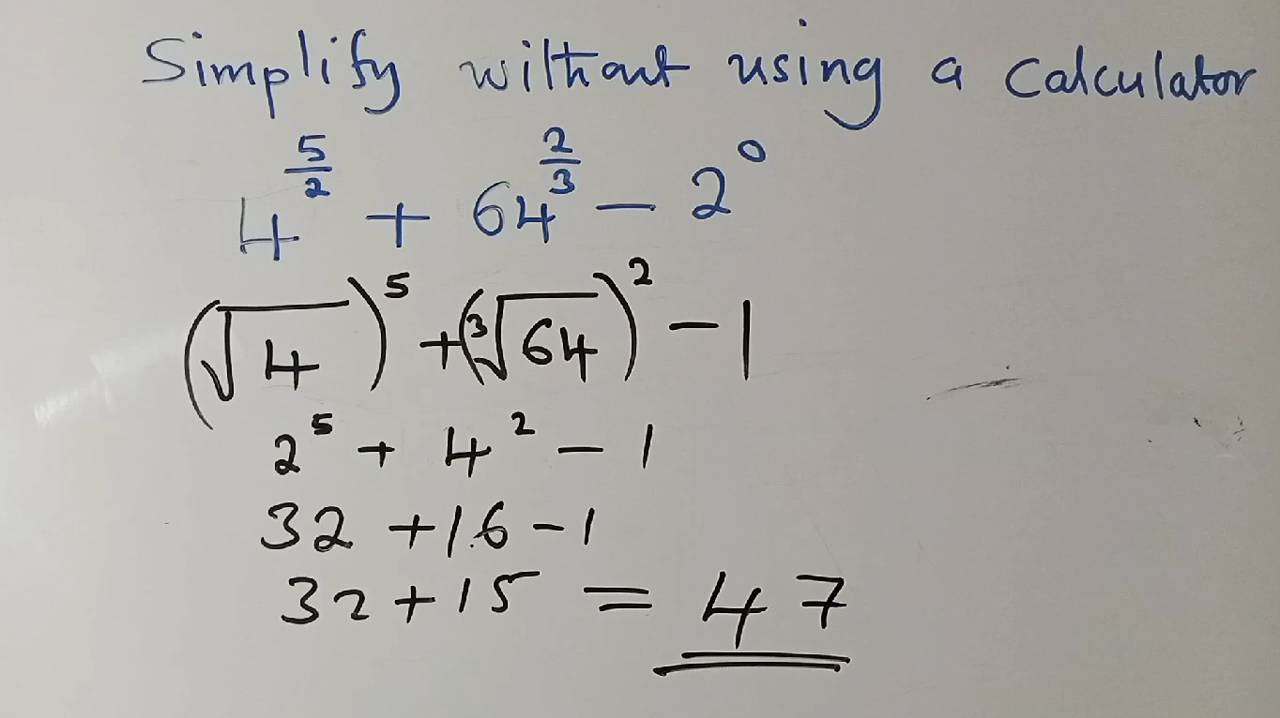 Simplify without using a calculator
4^(5/2) + 64^(2/3) − 2^0
(√4)^5 + (∛64)^2 − 1
2^5 + 4^2 − 1
32 + 16 − 1
32 + 15 = 47